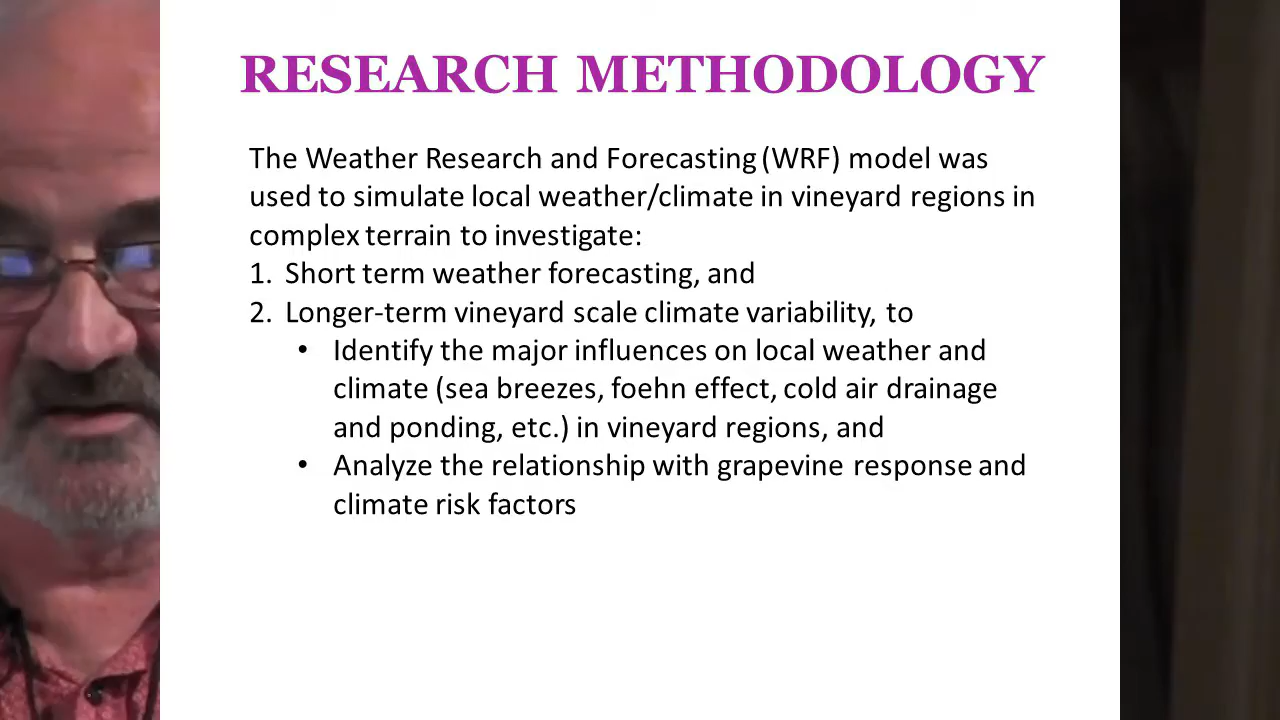 RESEARCH METHODOLOGY
The Weather Research and Forecasting (WRF) model was
used to simulate local weather/climate in vineyard regions in
complex terrain to investigate:
1. Short term weather forecasting, and
2. Longer-term vineyard scale climate variability, to
• Identify the major influences on local weather and
climate (sea breezes, foehn effect, cold air drainage
and ponding, etc.) in vineyard regions, and
• Analyze the relationship with grapevine response and
climate risk factors